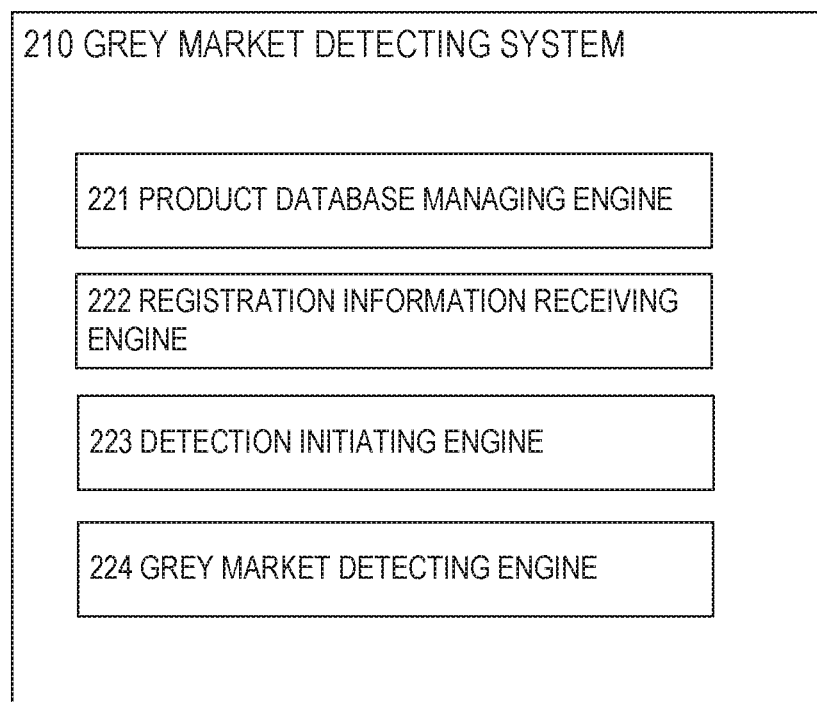 210 GREY MARKET DETECTING SYSTEM
221 PRODUCT DATABASE MANAGING ENGINE
222 REGISTRATION INFORMATION RECEIVING
ENGINE
223 DETECTION INITIATING ENGINE
224 GREY MARKET DETECTING ENGINE